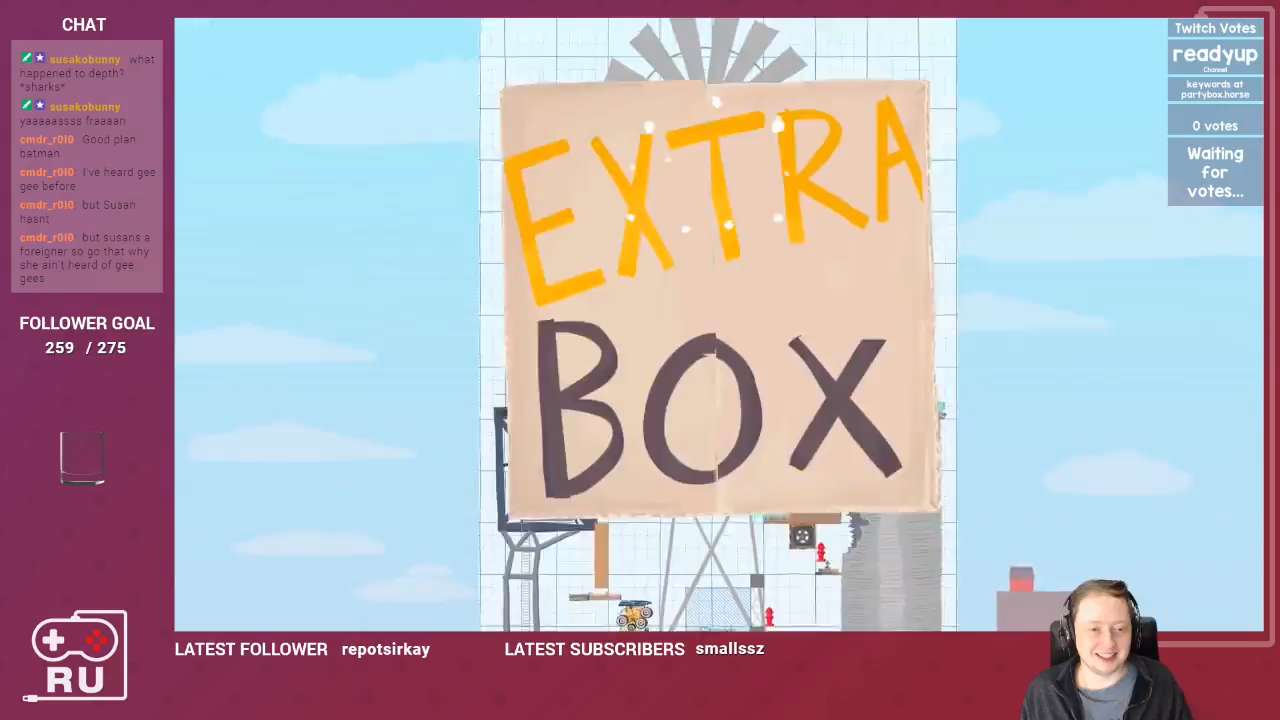 CHAT
susakobunny what
happened to depth?
*sharks*
susakobunny
yaaaaassss fraaan
cmdr_r0l0 Good plan
batman
cmdr_r0l0 I've heard gee
gee before
cmdr_r0l0 but Susan
hasnt
cmdr_r0l0 but susans a
foreigner so go that why
she ain't heard of gee
gees
FOLLOWER GOAL
259 / 275
RU
EXTRA
BOX
Twitch Votes
readyup
Channel
keywords at
partybox.horse
0 votes
Waiting
for
votes...
LATEST FOLLOWER repotsirkay
LATEST SUBSCRIBERS smallssz